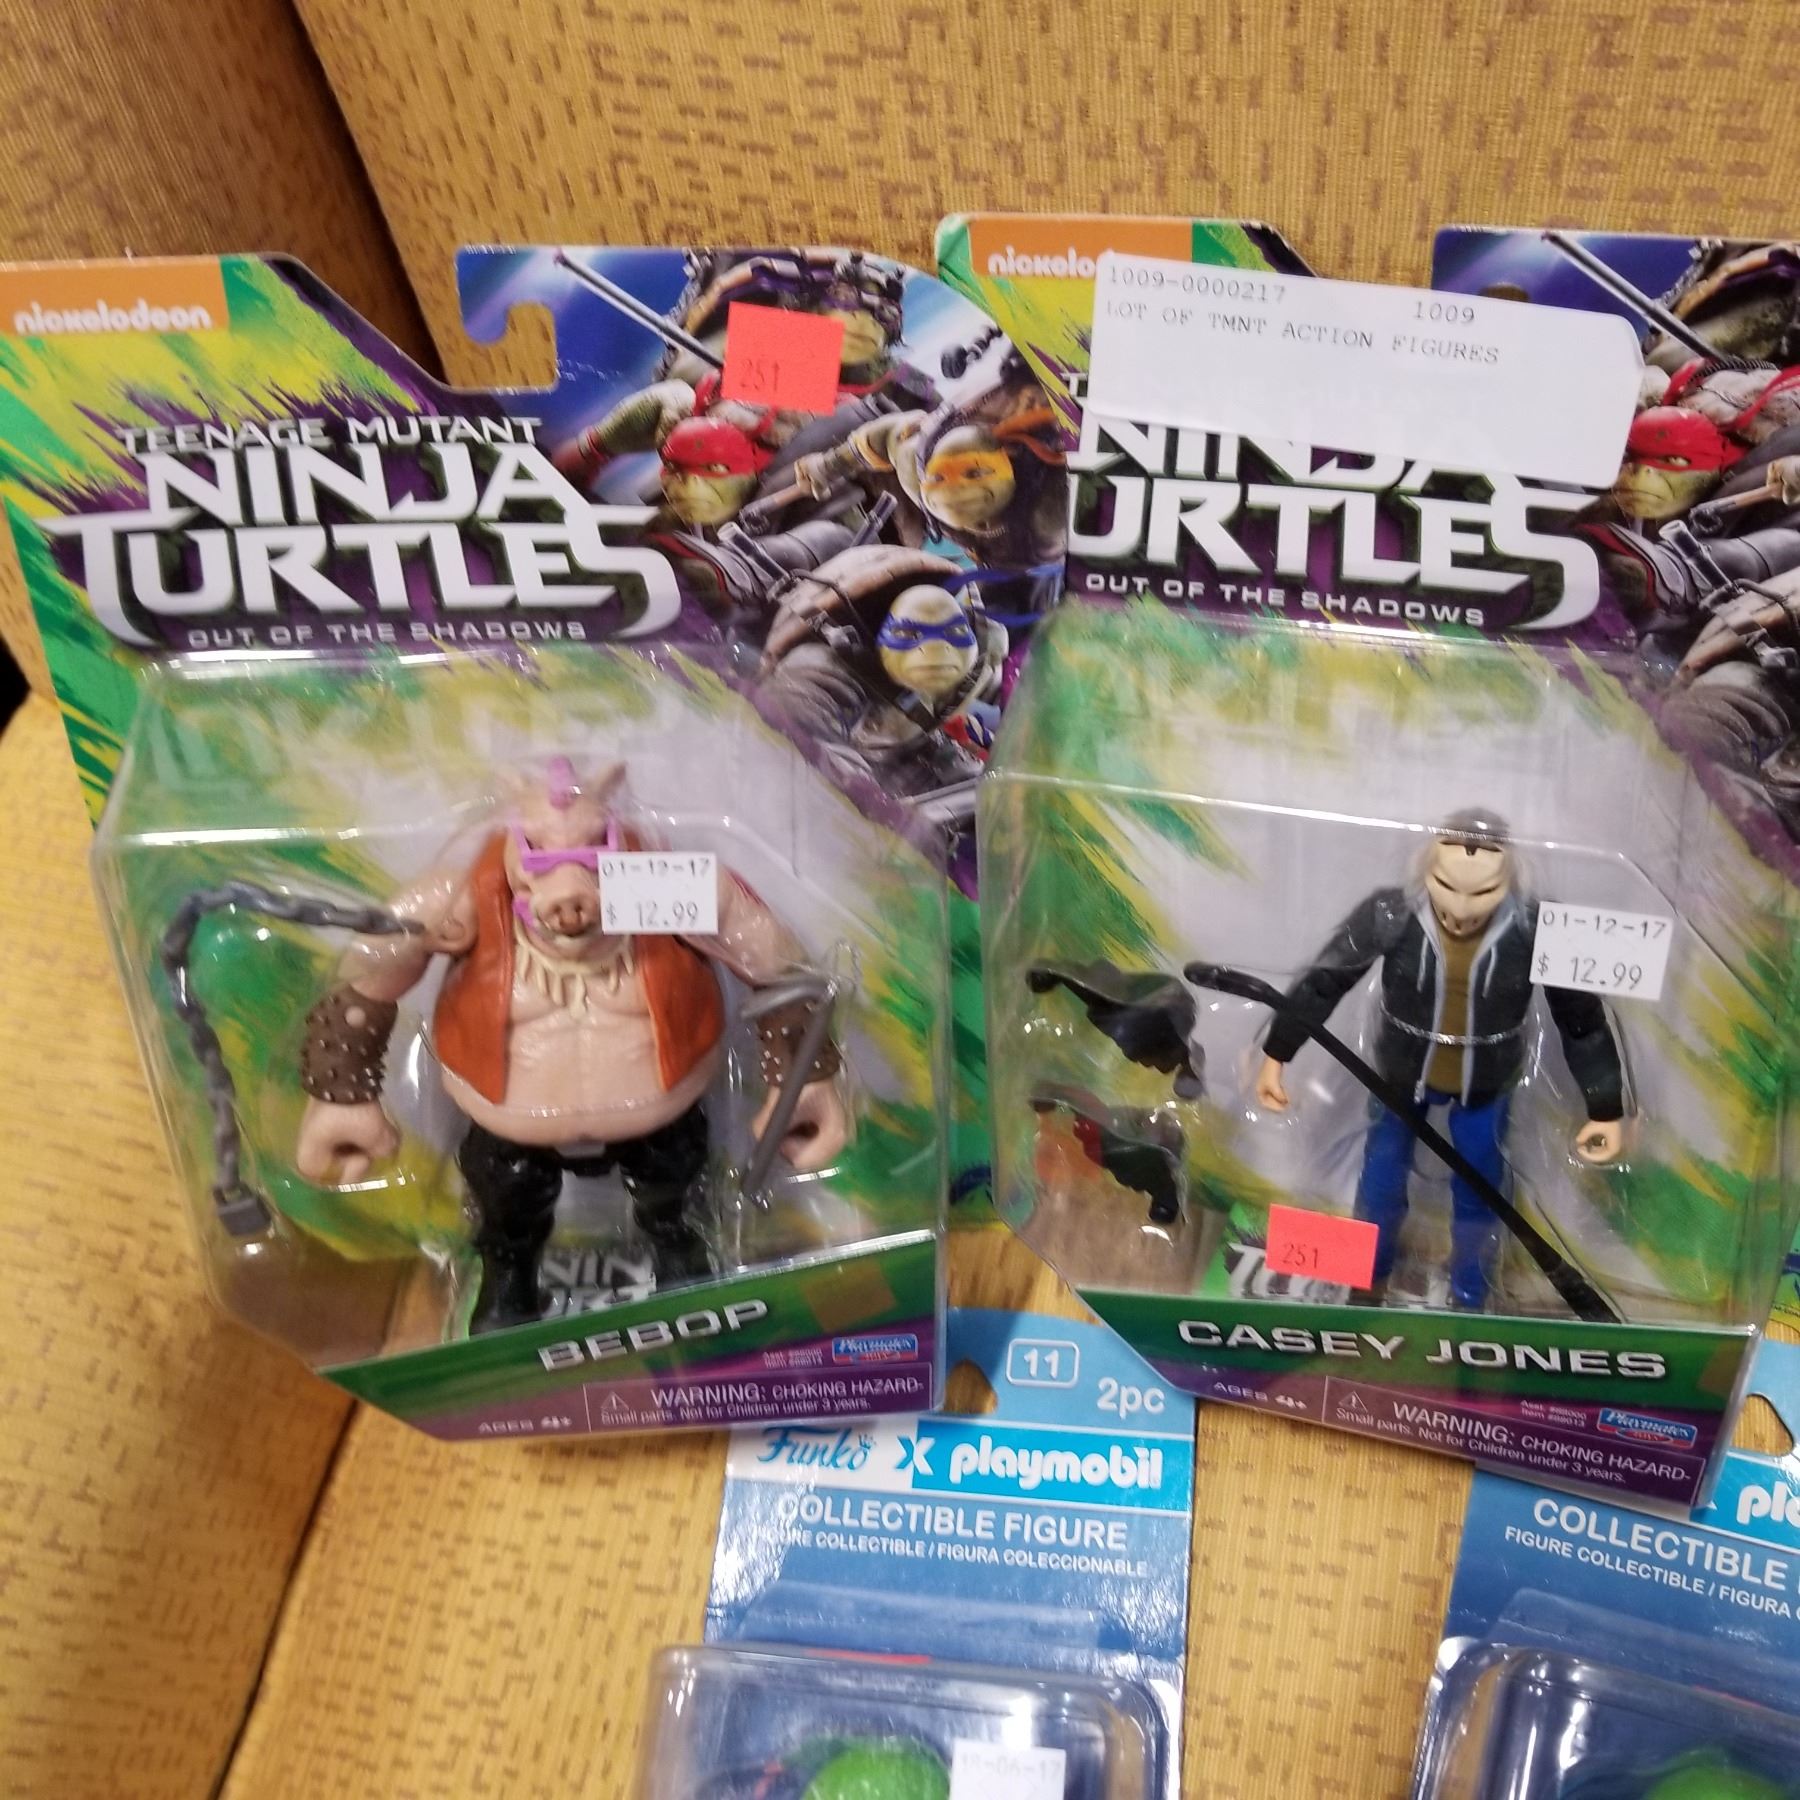 nickelodeon
251
TEENAGE MUTANT
NINJA
TURTLES
OUT OF THE SHADOWS
01-12-17
$ 12.99
BEBOP
Playmates
AGES 4+
WARNING: CHOKING HAZARD-
Small parts. Not for Children under 3 years.
nickelo
1009-0000217
1009
LOT OF TMNT ACTION FIGURES
NINJA
URTLES
OUT OF THE SHADOWS
01-12-17
$ 12.99
251
CASEY JONES
AGES 4+
WARNING: CHOKING HAZARD-
Small parts. Not for Children under 3 years.
Playmates
11
2pc
Funko X playmobil
COLLECTIBLE FIGURE
COLLECTIBLE / FIGURA COLECCIONABLE
COLLECTIBLE
FIGURE COLLECTIBLE / FIGURA